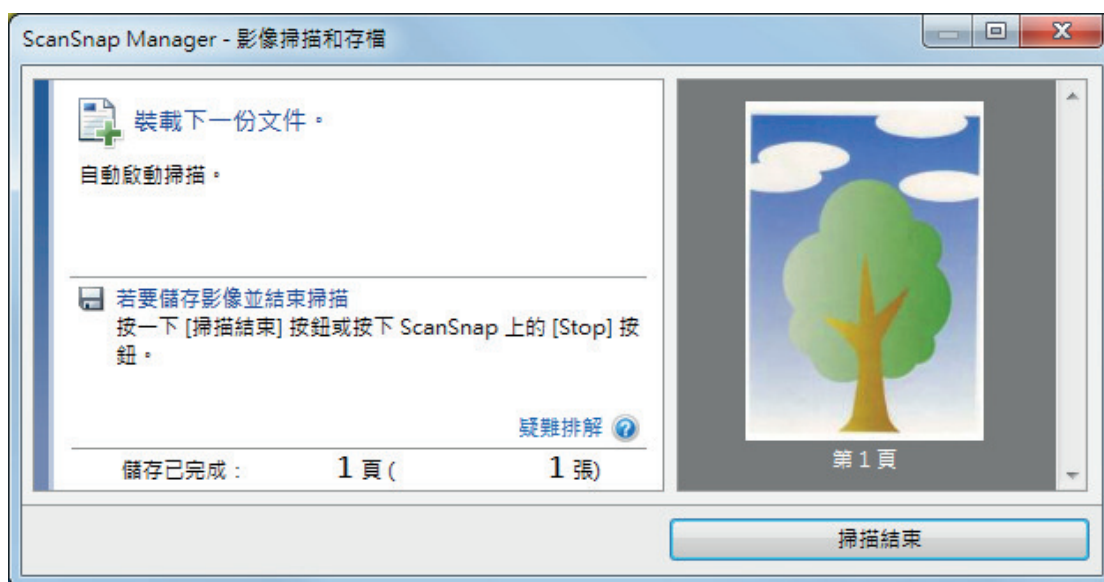 ScanSnap Manager - 影像掃描和存檔
裝載下一份文件。
自動啟動掃描。
若要儲存影像並結束掃描
按一下 [掃描結束] 按鈕或按下 ScanSnap 上的 [Stop] 按
鈕。
疑難排解
儲存已完成： 1 頁 ( 1 張)
第 1 頁
掃描結束